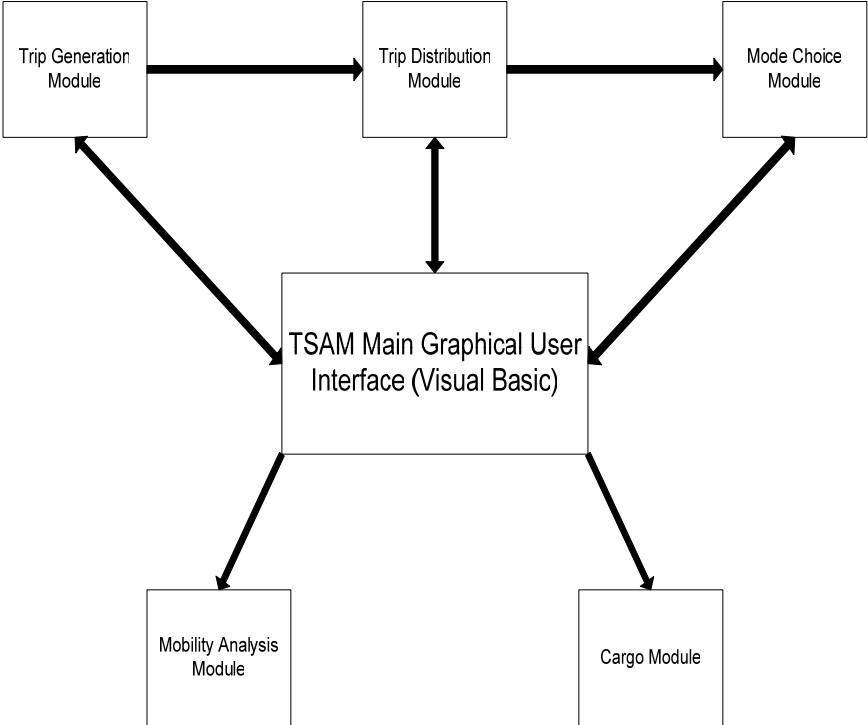 Trip Generation
Module
Trip Distribution
Module
Mode Choice
Module
TSAM Main Graphical User
Interface (Visual Basic)
Mobility Analysis
Module
Cargo Module